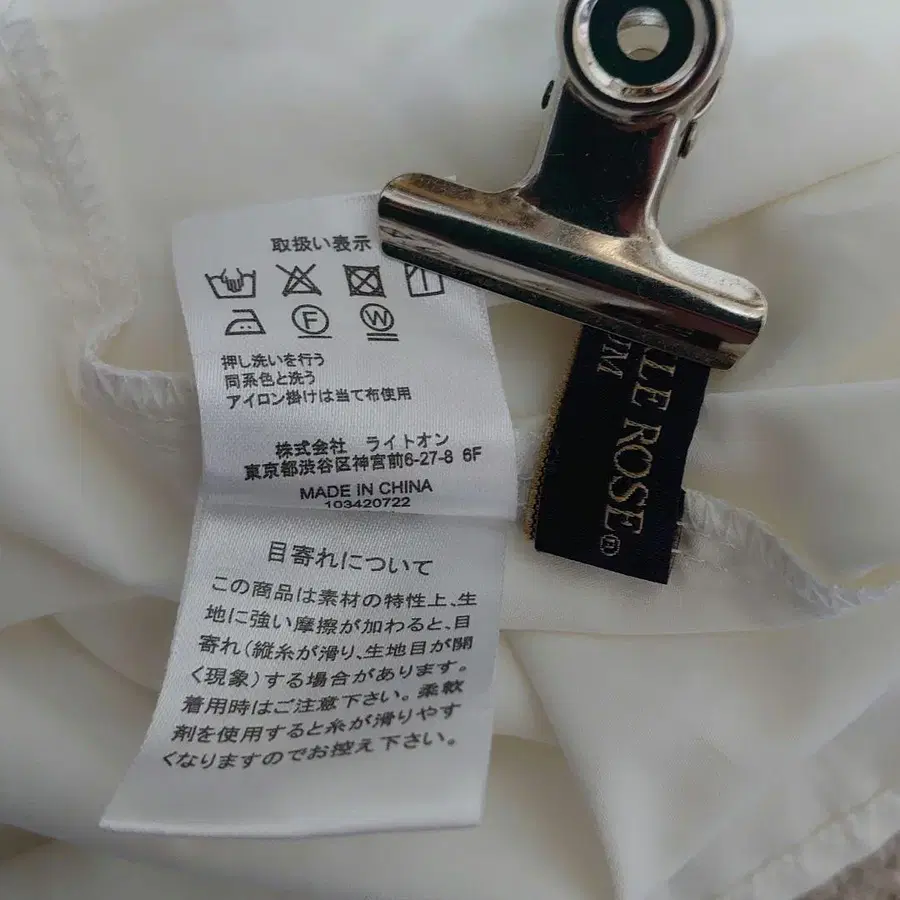 取扱い表示
F W
押し洗いを行う
同系色と洗う
アイロン掛けは当て布使用
株式会社 ライトオン
東京都渋谷区神宮前6-27-8 6F
MADE iN CHINA
103420722
目寄れについて
この商品は素材の特性上、生
地に強い摩擦が加わると、目
寄れ(縦糸が滑り、生地目が開
く現象)する場合があります。
着用時はご注意下さい。柔軟
剤を使用すると糸が滑りやす
くなりますのでお控え下さい。
LE ROSE®